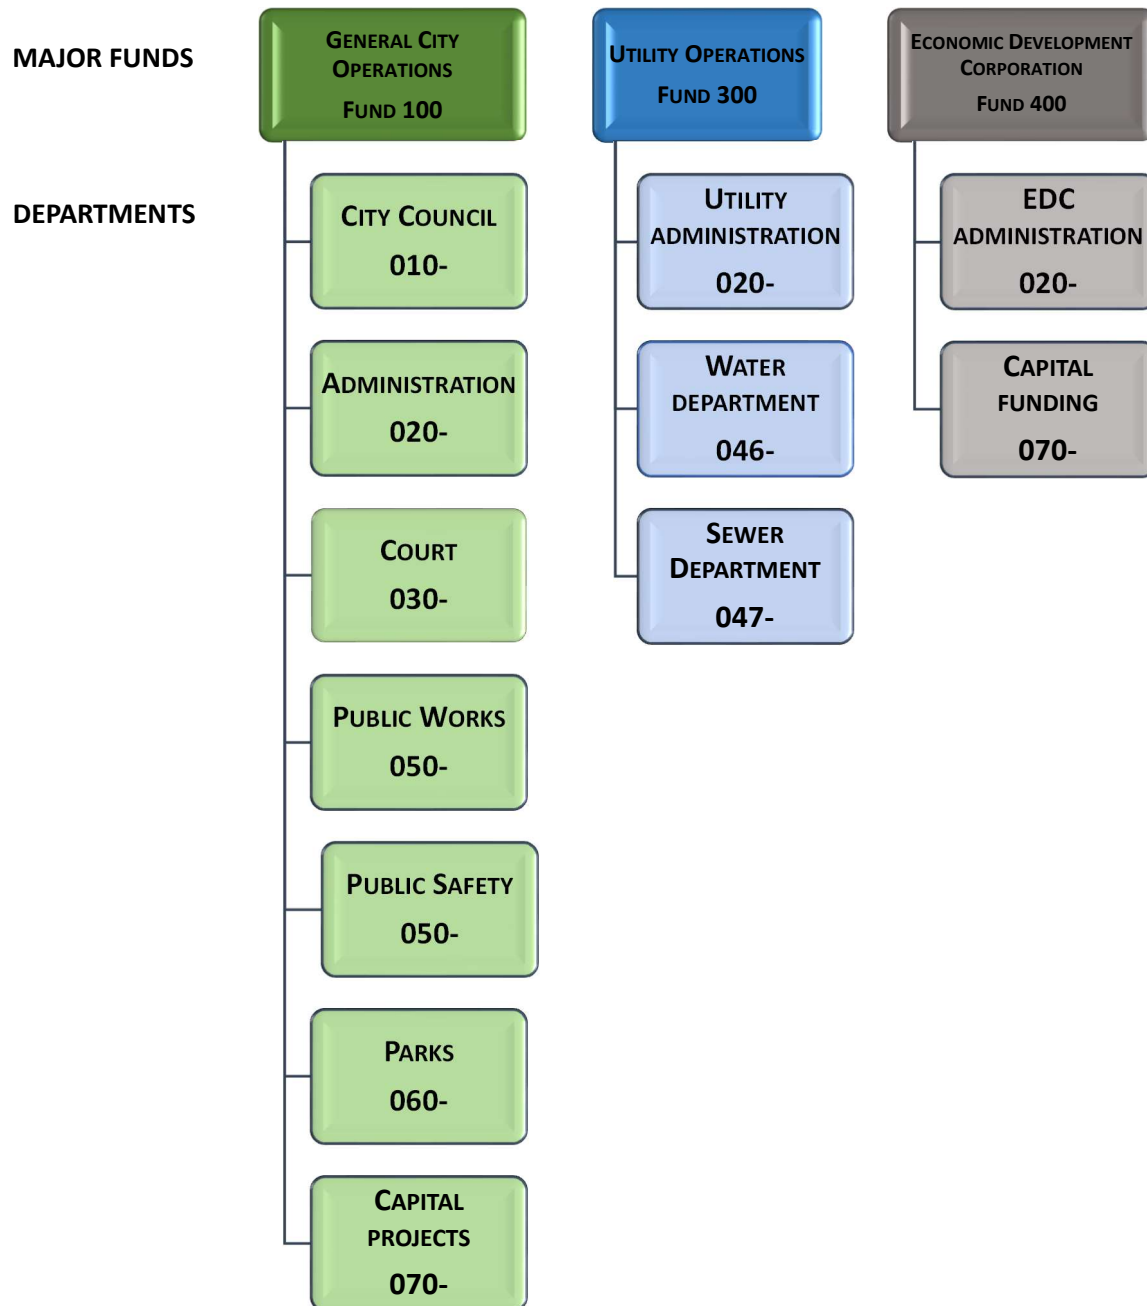 MAJOR FUNDS
GENERAL CITY
OPERATIONS
FUND 100
UTILITY OPERATIONS
FUND 300
ECONOMIC DEVELOPMENT
CORPORATION
FUND 400
DEPARTMENTS
CITY COUNCIL
010-
ADMINISTRATION
020-
COURT
030-
PUBLIC WORKS
050-
PUBLIC SAFETY
050-
PARKS
060-
CAPITAL
PROJECTS
070-
UTILITY
ADMINISTRATION
020-
WATER
DEPARTMENT
046-
SEWER
DEPARTMENT
047-
EDC
ADMINISTRATION
020-
CAPITAL
FUNDING
070-